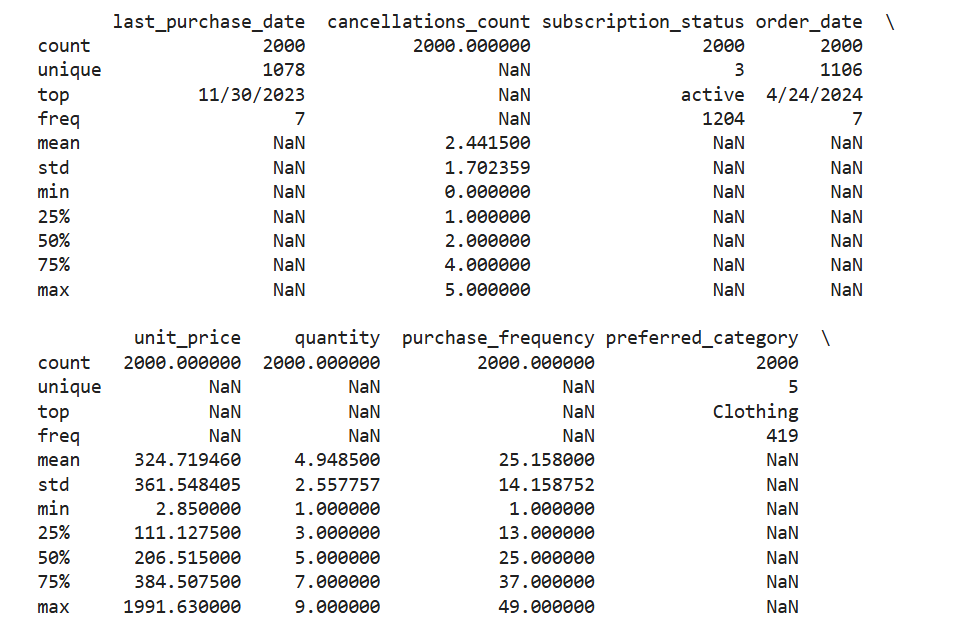 last_purchase_date cancellations_count subscription_status order_date \
count 2000 2000.000000 2000 2000
unique 1078 NaN 3 1106
top 11/30/2023 NaN active 4/24/2024
freq 7 NaN 1204 7
mean NaN 2.441500 NaN NaN
std NaN 1.702359 NaN NaN
min NaN 0.000000 NaN NaN
25% NaN 1.000000 NaN NaN
50% NaN 2.000000 NaN NaN
75% NaN 4.000000 NaN NaN
max NaN 5.000000 NaN NaN
unit_price quantity purchase_frequency preferred_category \
count 2000.000000 2000.000000 2000.000000 2000
unique NaN NaN NaN 5
top NaN NaN NaN Clothing
freq NaN NaN NaN 419
mean 324.719460 4.948500 25.158000 NaN
std 361.548405 2.557757 14.158752 NaN
min 2.850000 1.000000 1.000000 NaN
25% 111.127500 3.000000 13.000000 NaN
50% 206.515000 5.000000 25.000000 NaN
75% 384.507500 7.000000 37.000000 NaN
max 1991.630000 9.000000 49.000000 NaN